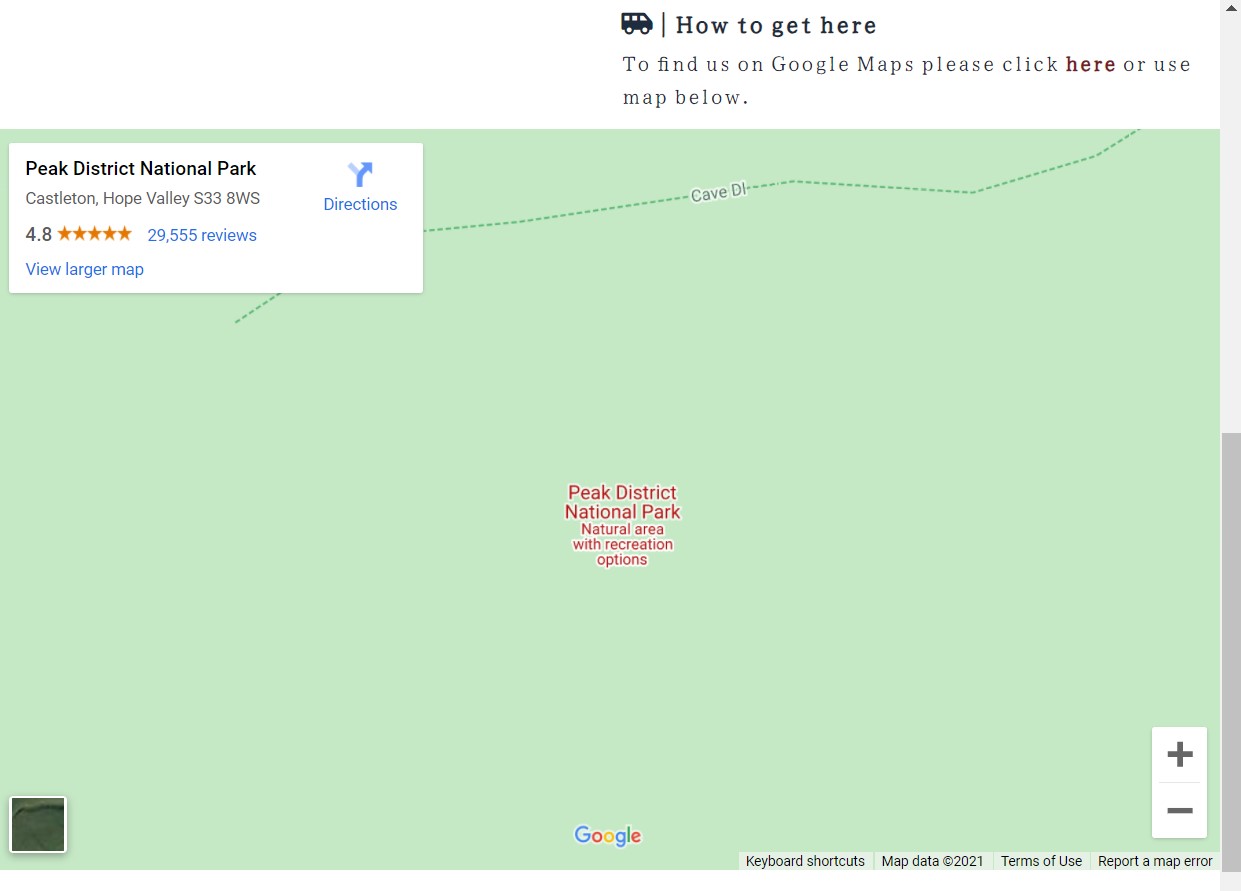 | How to get here
To find us on Google Maps please click here or use
map below.
Peak District National Park
Castleton, Hope Valley S33 8WS
Directions
4.8 29,555 reviews
View larger map
Cave Dl
Peak District
National Park
Natural area
with recreation
options
Google
Keyboard shortcuts Map data ©2021 Terms of Use Report a map error